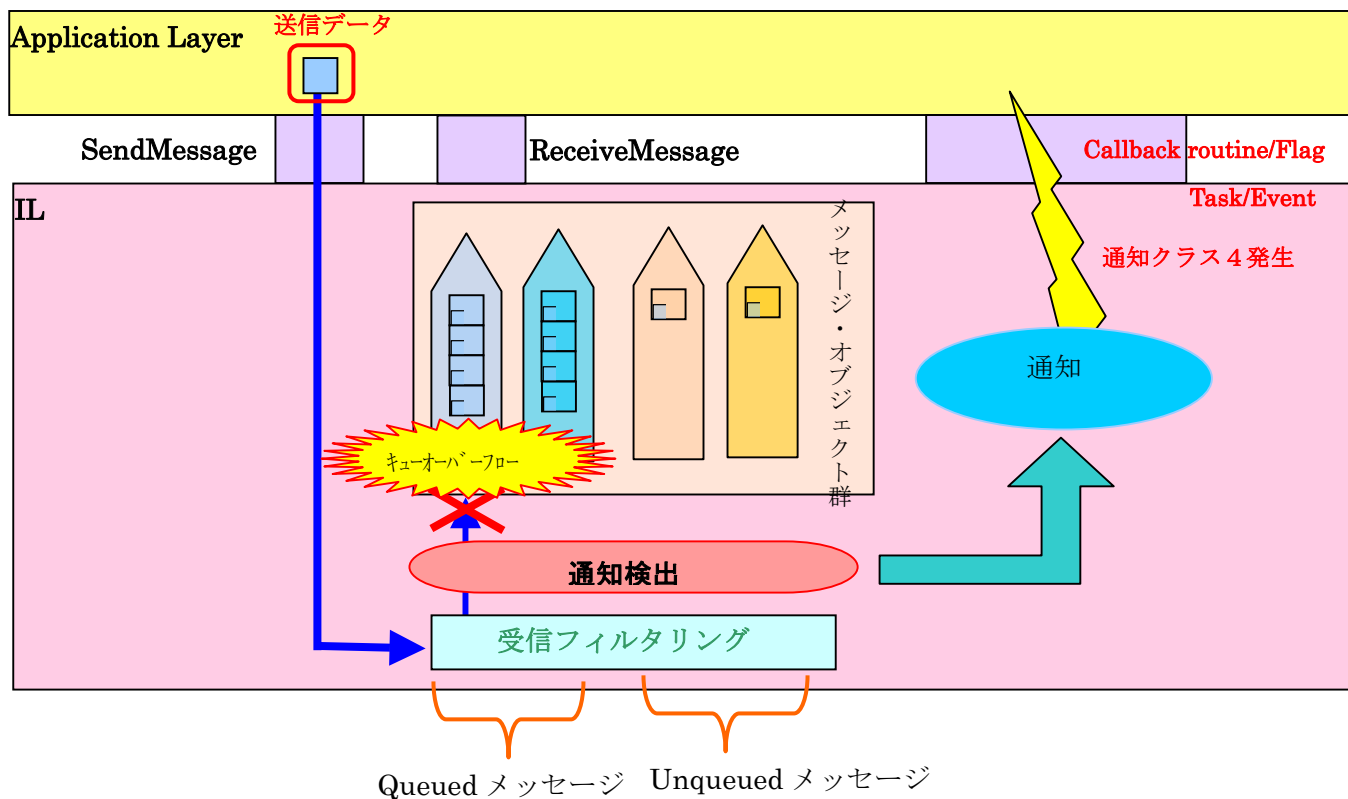 送信データ
Application Layer
SendMessage
ReceiveMessage
Callback routine/Flag
IL
Task/Event
メッセージ・オブジェクト群
通知クラス４発生
通知
ｷｭｰｵｰﾊﾞｰﾌﾛｰ
通知検出
受信フィルタリング
Queued メッセージ
Unqueued メッセージ